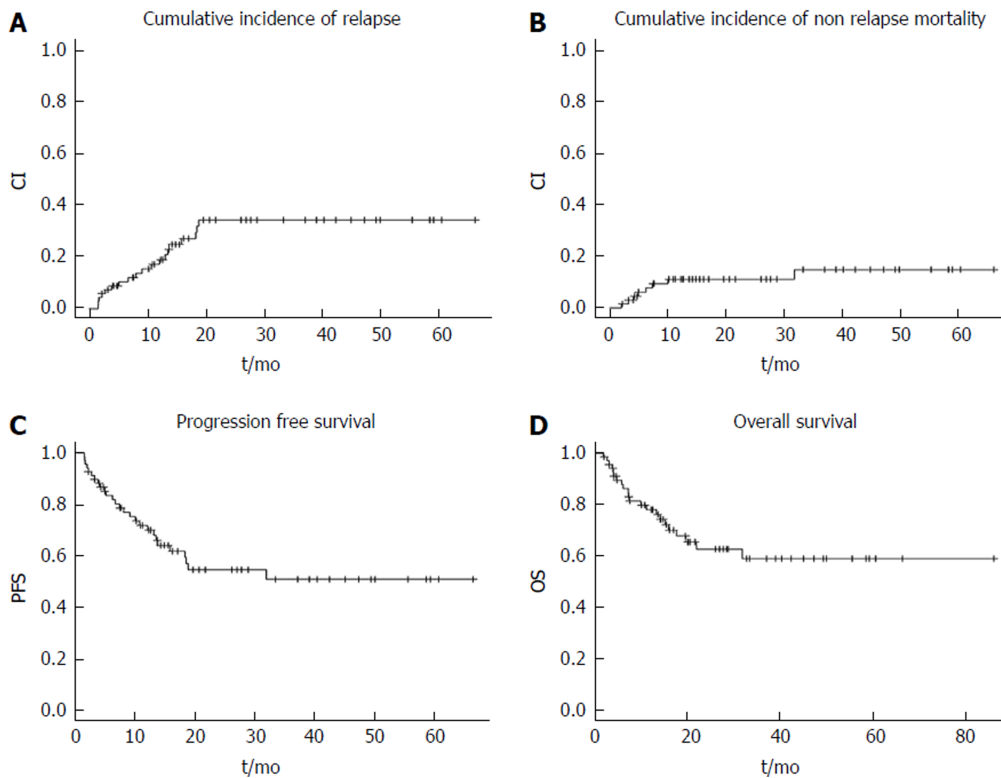 A
Cumulative incidence of relapse
1.0
0.8
0.6
0.4
0.2
0.0
CI
0 10 20 30 40 50 60
t/mo
B
Cumulative incidence of non relapse mortality
1.0
0.8
0.6
0.4
0.2
0.0
CI
0 10 20 30 40 50 60
t/mo
C
Progression free survival
1.0
0.8
0.6
0.4
0.2
0.0
PFS
0 10 20 30 40 50 60
t/mo
D
Overall survival
1.0
0.8
0.6
0.4
0.2
0.0
OS
0 20 40 60 80
t/mo